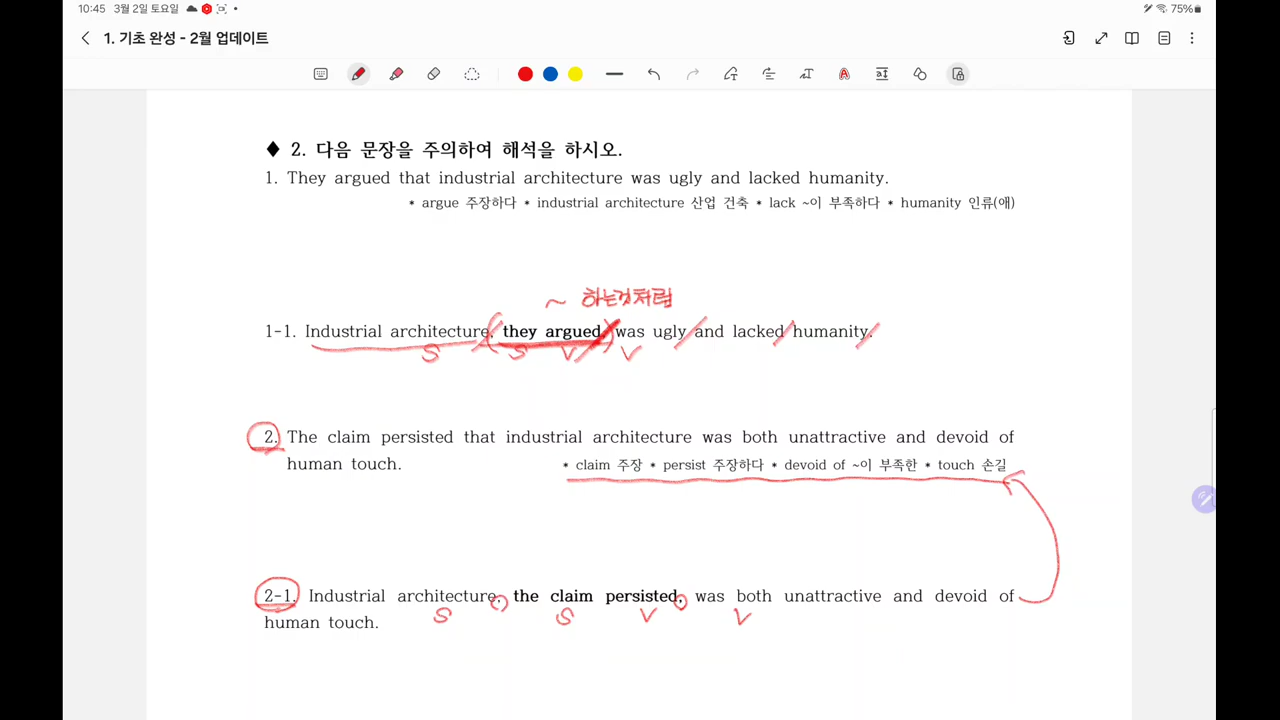 10:45 3월 2일 토요일
75%
1. 기초 완성 - 2월 업데이트
◆ 2. 다음 문장을 주의하여 해석을 하시오.
1. They argued that industrial architecture was ugly and lacked humanity.
* argue 주장하다 * industrial architecture 산업 건축 * lack ~이 부족하다 * humanity 인류(애)
~ 하는것처럼
1-1. Industrial architecture, they argued, was ugly and lacked humanity.
S S V V
2. The claim persisted that industrial architecture was both unattractive and devoid of
human touch.
* claim 주장 * persist 주장하다 * devoid of ~이 부족한 * touch 손길
2-1. Industrial architecture, the claim persisted, was both unattractive and devoid of
S S V V
human touch.